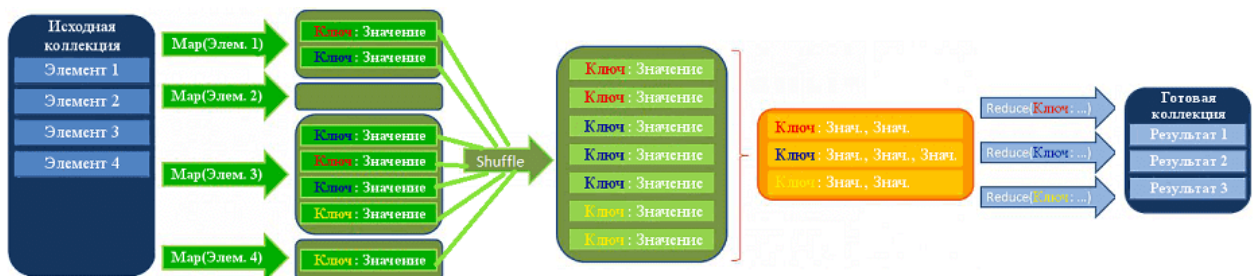 Исходная
коллекция
Элемент 1
Элемент 2
Элемент 3
Элемент 4
Map(Элем. 1)
Map(Элем. 2)
Map(Элем. 3)
Map(Элем. 4)
Ключ: Значение
Ключ: Значение
Ключ: Значение
Ключ: Значение
Ключ: Значение
Ключ: Значение
Ключ: Значение
Shuffle
Ключ: Значение
Ключ: Значение
Ключ: Значение
Ключ: Значение
Ключ: Значение
Ключ: Значение
Ключ: Значение
Ключ: Знач., Знач.
Ключ: Знач., Знач., Знач.
Ключ: Знач., Знач.
Reduce(Ключ: ...)
Reduce(Ключ: ...)
Reduce(Ключ: ...)
Готовая
коллекция
Результат 1
Результат 2
Результат 3